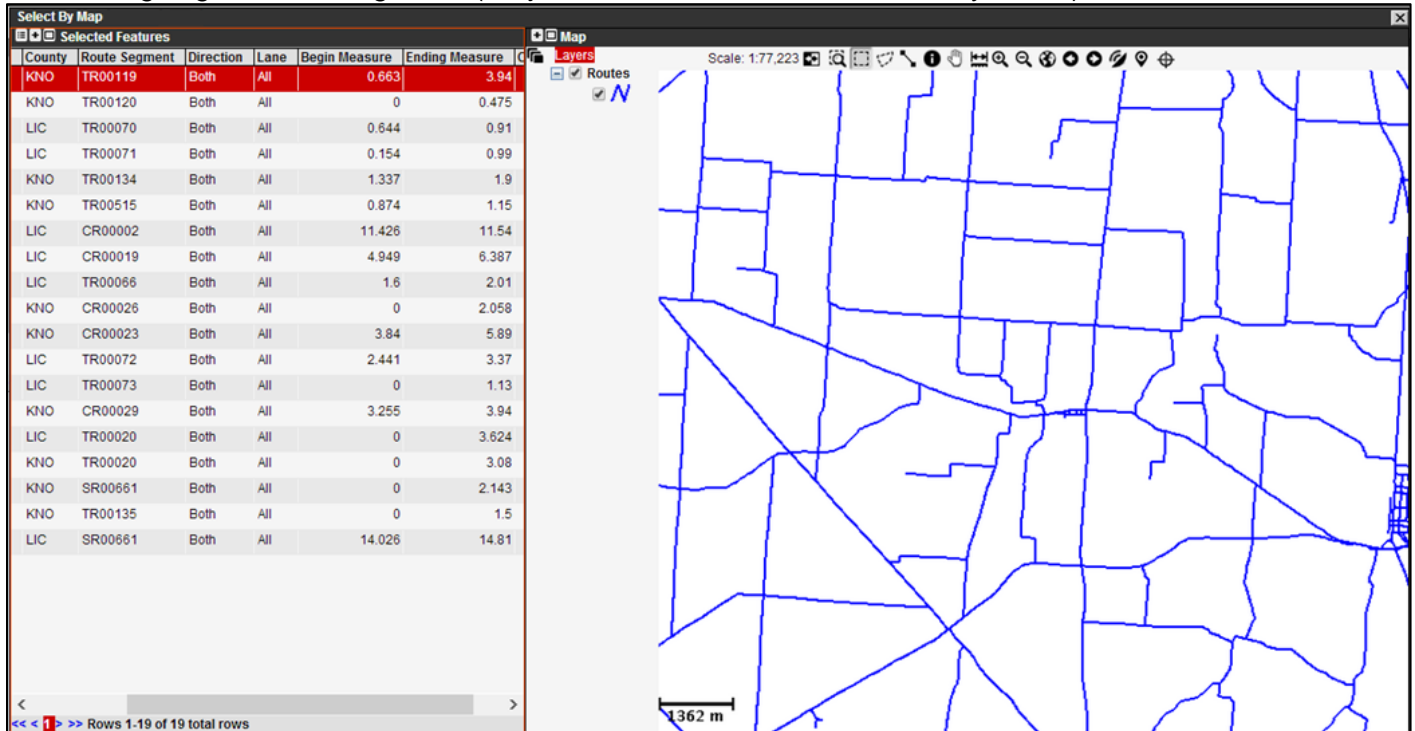 Select By Map
Selected Features
County Route Segment Direction Lane Begin Measure Ending Measure
KNO TR00119 Both All 0.663 3.94
KNO TR00120 Both All 0 0.475
LIC TR00070 Both All 0.644 0.91
LIC TR00071 Both All 0.154 0.99
KNO TR00134 Both All 1.337 1.9
KNO TR00515 Both All 0.874 1.15
LIC CR00002 Both All 11.426 11.54
LIC CR00019 Both All 4.949 6.387
LIC TR00066 Both All 1.6 2.01
KNO CR00026 Both All 0 2.058
KNO CR00023 Both All 3.84 5.89
LIC TR00072 Both All 2.441 3.37
LIC TR00073 Both All 0 1.13
KNO CR00029 Both All 3.255 3.94
LIC TR00020 Both All 0 3.624
KNO TR00020 Both All 0 3.08
KNO SR00661 Both All 0 2.143
KNO TR00135 Both All 0 1.5
LIC SR00661 Both All 14.026 14.81
<< < 1 > >> Rows 1-19 of 19 total rows
Map
Layers
Routes
Scale: 1:77,223
1362 m